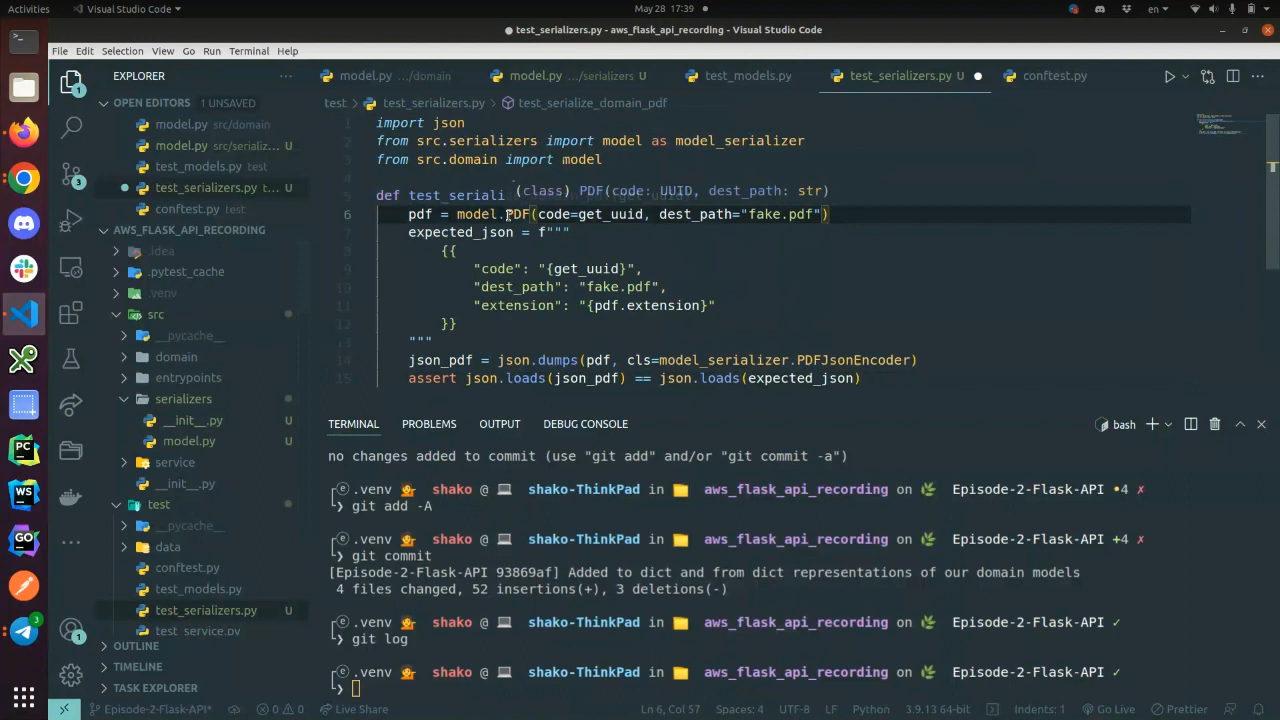 Activities
Visual Studio Code
May 28 17:39
en
test_serializers.py - aws_flask_api_recording - Visual Studio Code
File Edit Selection View Go Run Terminal Help
EXPLORER
model.py .../domain
model.py .../serializers U
test_models.py
test_serializers.py U
conftest.py
OPEN EDITORS 1 UNSAVED
model.py src/domain
model.py src/serializ... U
test_models.py test
test_serializers.py t... U
conftest.py test
AWS_FLASK_API_RECORDING
.idea
.pytest_cache
.venv
src
__pycache__
domain
entrypoints
serializers
__init__.py U
model.py U
service
__init__.py
test
__pycache__
data
conftest.py
test_models.py
test_serializers.py U
test_service.py
OUTLINE
TIMELINE
TASK EXPLORER
test > test_serializers.py > test_serialize_domain_pdf
1 import json
2 from src.serializers import model as model_serializer
3 from src.domain import model
4
(class) PDF(code: UUID, dest_path: str)
5 def test_seriali
6 pdf = model.PDF(code=get_uuid, dest_path="fake.pdf")
7 expected_json = f"""
8 {{
9 "code": "{get_uuid}",
10 "dest_path": "fake.pdf",
11 "extension": "{pdf.extension}"
12 }}
13 """
14 json_pdf = json.dumps(pdf, cls=model_serializer.PDFJsonEncoder)
15 assert json.loads(json_pdf) == json.loads(expected_json)
TERMINAL PROBLEMS OUTPUT DEBUG CONSOLE
bash
no changes added to commit (use "git add" and/or "git commit -a")
.venv shako @ shako-ThinkPad in aws_flask_api_recording on Episode-2-Flask-API •4 ✗
❯ git add -A
.venv shako @ shako-ThinkPad in aws_flask_api_recording on Episode-2-Flask-API +4 ✗
❯ git commit
[Episode-2-Flask-API 93869af] Added to dict and from dict representations of our domain models
4 files changed, 52 insertions(+), 3 deletions(-)
.venv shako @ shako-ThinkPad in aws_flask_api_recording on Episode-2-Flask-API ✓
❯ git log
.venv shako @ shako-ThinkPad in aws_flask_api_recording on Episode-2-Flask-API ✓
❯
Episode-2-Flask-API* 0 0 Live Share
Ln 6, Col 57 Spaces: 4 UTF-8 LF Python 3.9.13 64-bit Indents: 1 Go Live Prettier